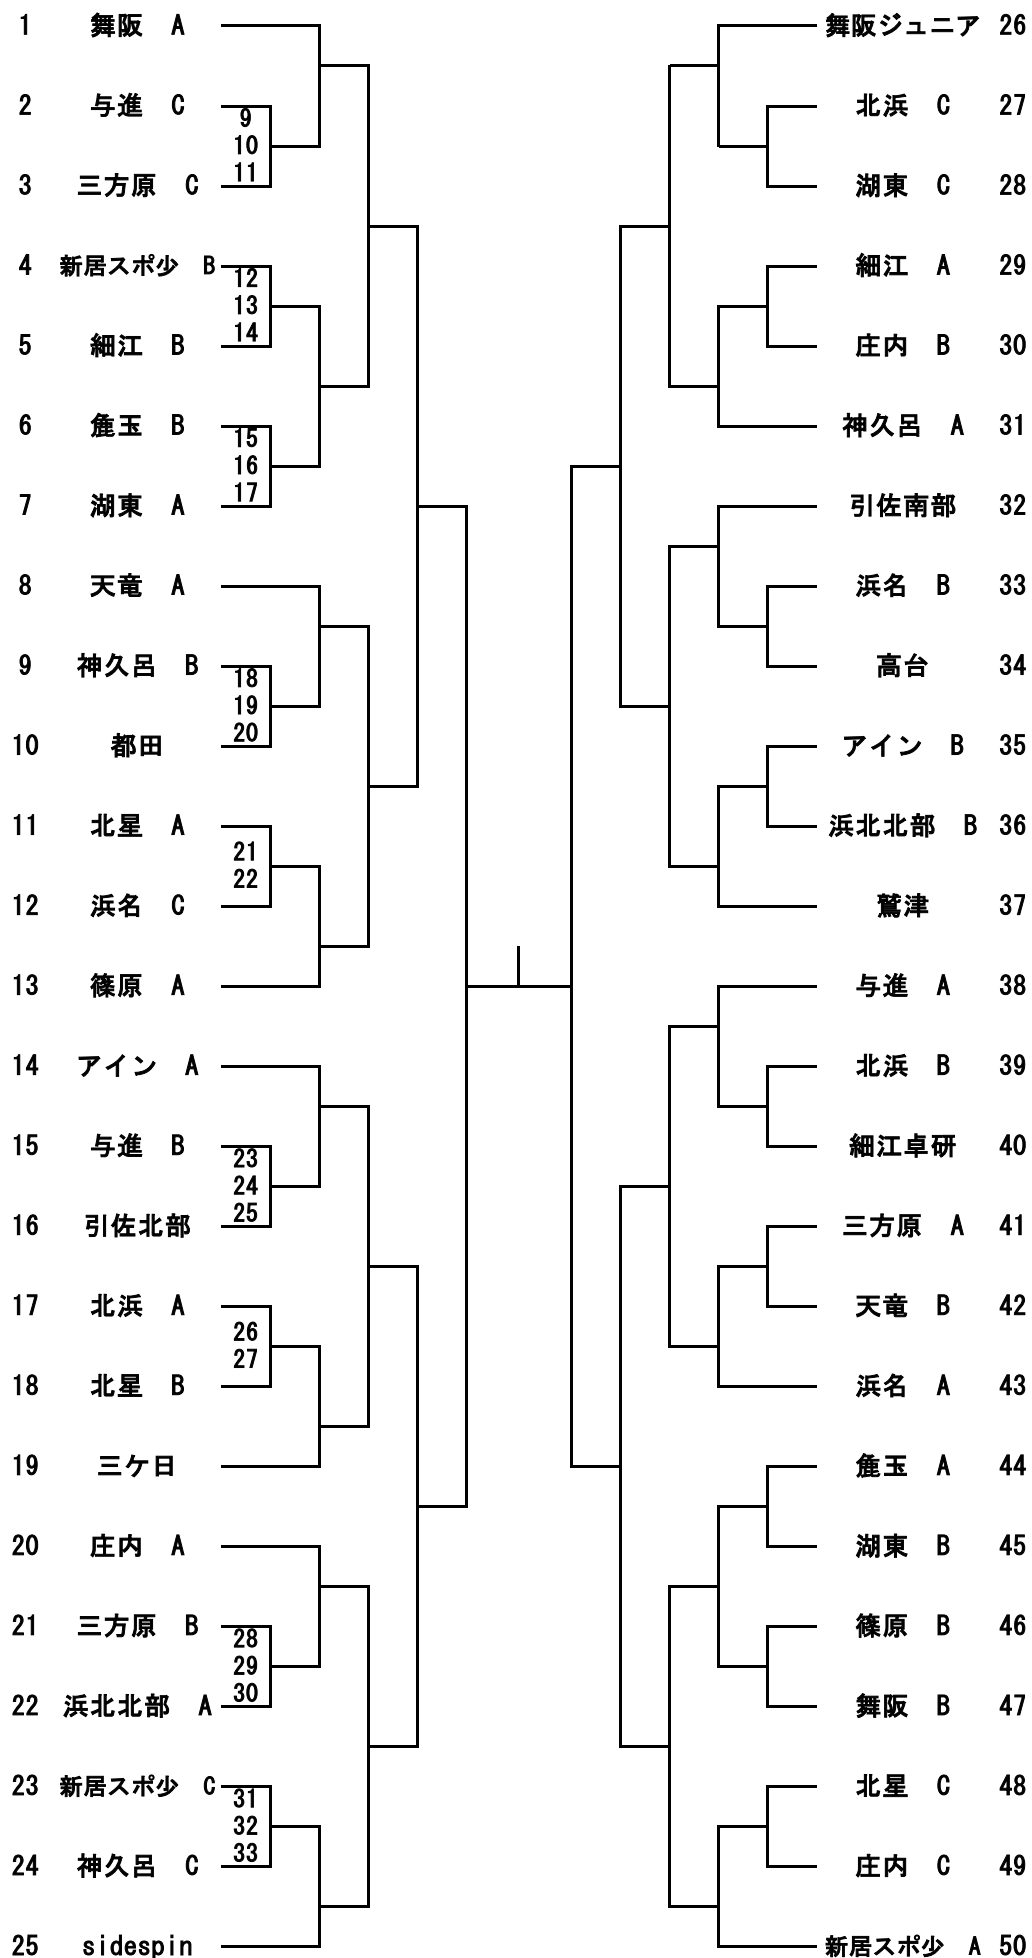 1 舞阪 A
2 与進 C
9
10
11
3 三方原 C
4 新居スポ少 B
12
13
14
5 細江 B
6 麁玉 B
15
16
17
7 湖東 A
8 天竜 A
9 神久呂 B
18
19
20
10 都田
11 北星 A
21
22
12 浜名 C
13 篠原 A
14 アイン A
15 与進 B
23
24
25
16 引佐北部
17 北浜 A
26
27
18 北星 B
19 三ケ日
20 庄内 A
21 三方原 B
28
29
30
22 浜北北部 A
23 新居スポ少 C
31
32
33
24 神久呂 C
25 sidespin
舞阪ジュニア 26
北浜 C 27
湖東 C 28
細江 A 29
庄内 B 30
神久呂 A 31
引佐南部 32
浜名 B 33
高台 34
アイン B 35
浜北北部 B 36
鷲津 37
与進 A 38
北浜 B 39
細江卓研 40
三方原 A 41
天竜 B 42
浜名 A 43
麁玉 A 44
湖東 B 45
篠原 B 46
舞阪 B 47
北星 C 48
庄内 C 49
新居スポ少 A 50